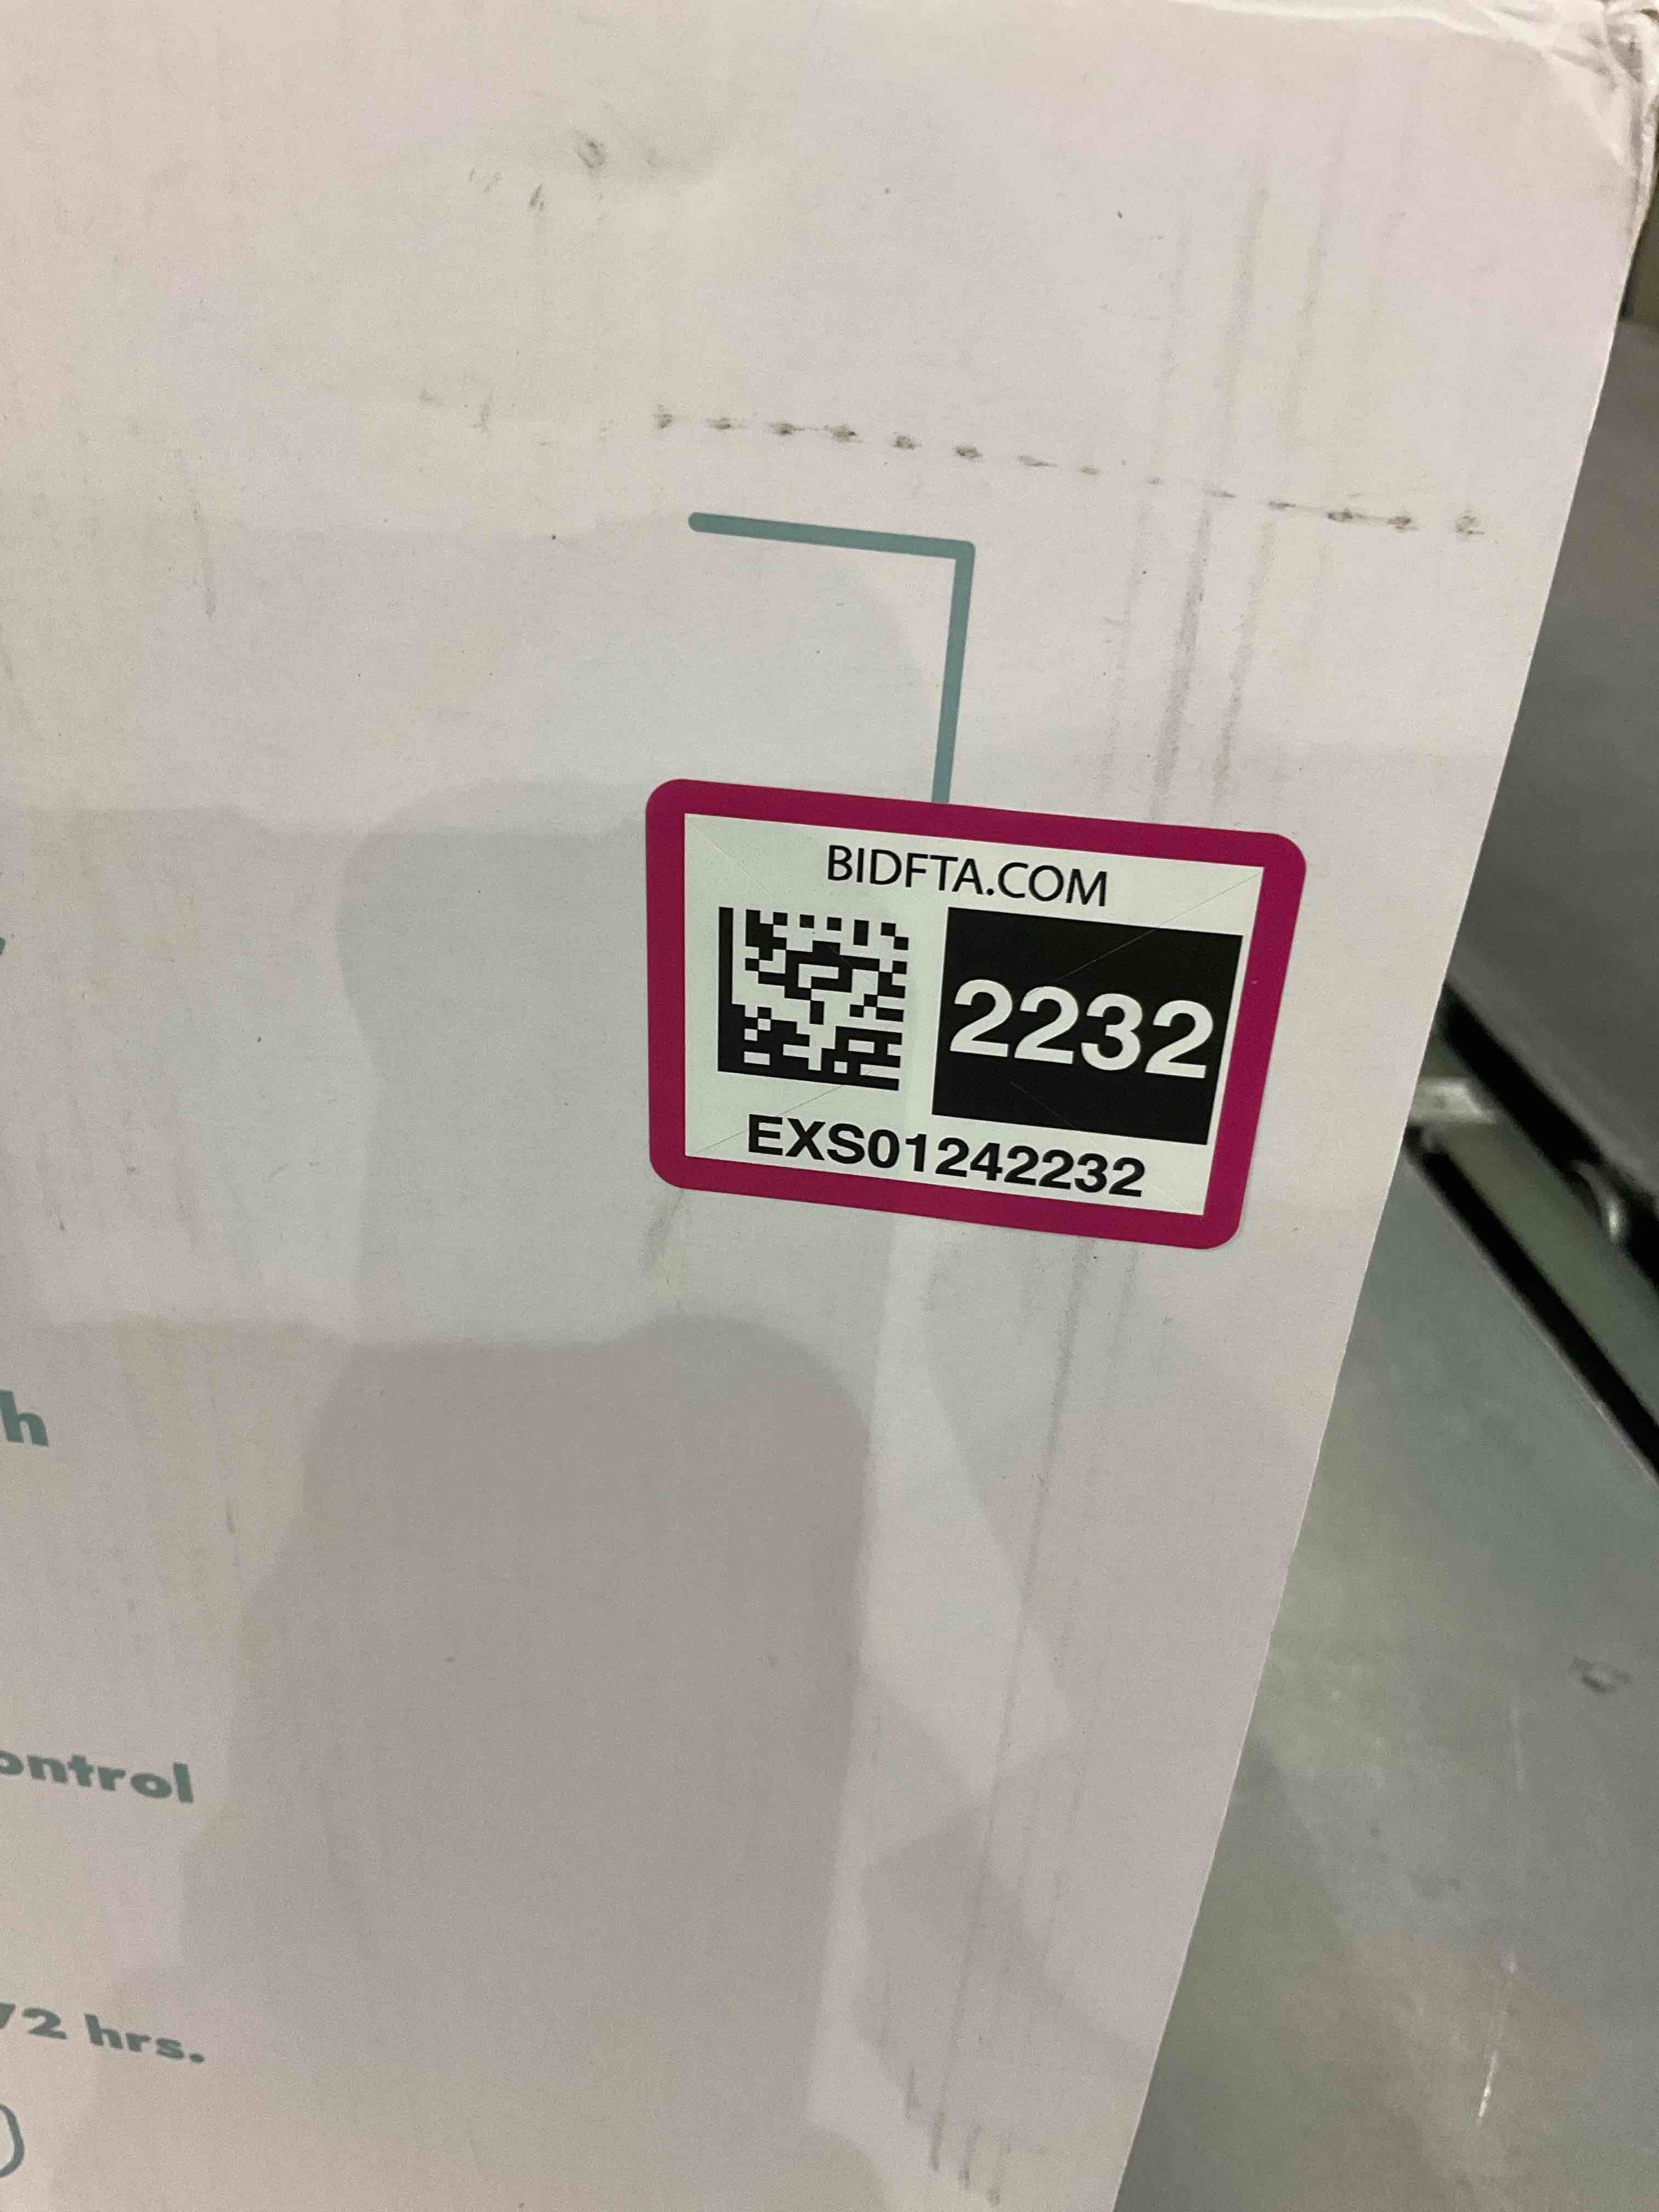 BIDFTA.COM
2232
EXS01242232
h
ontrol
72 hrs.